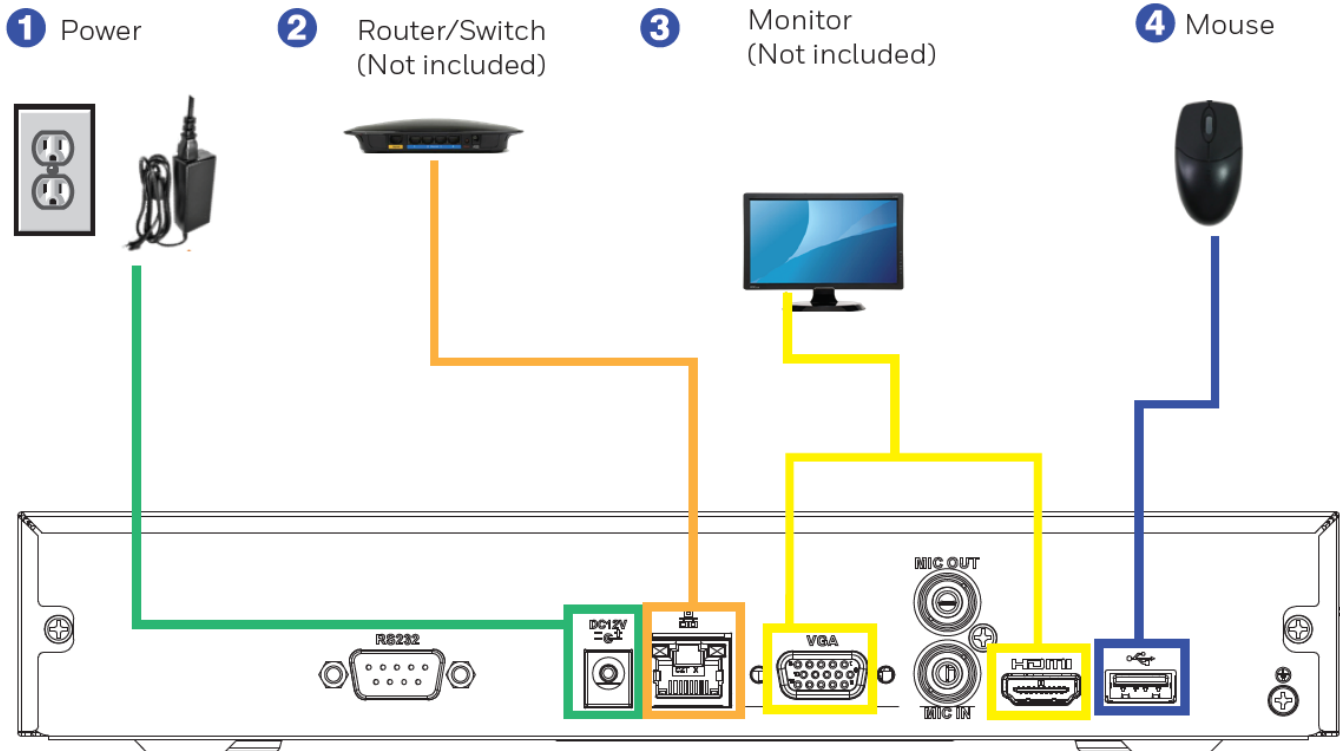 1 Power
2 Router/Switch
(Not included)
3 Monitor
(Not included)
4 Mouse
MIC OUT
RS232
DC12V
VGA
HDMI
MIC IN